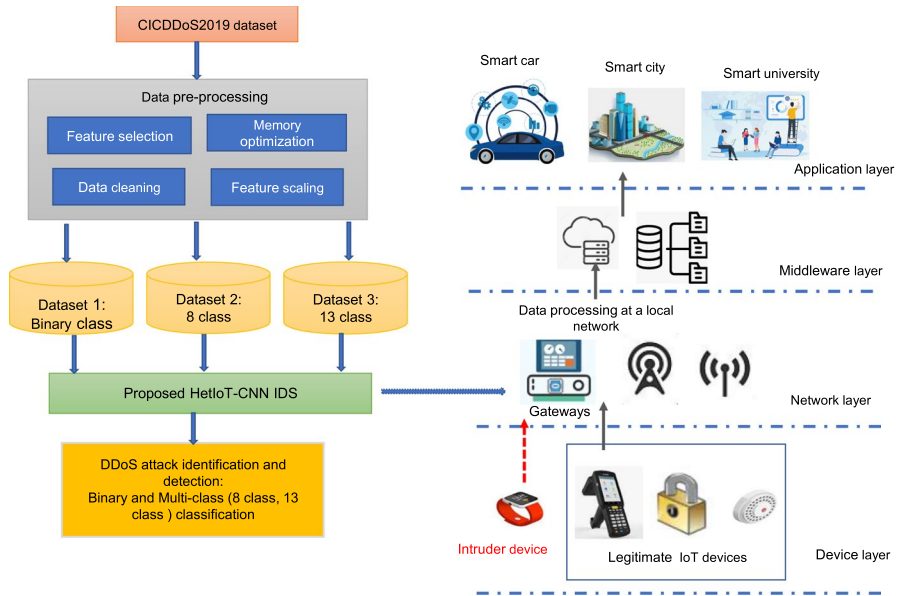 CICDDoS2019 dataset
Data pre-processing
Feature selection
Memory
optimization
Data cleaning
Feature scaling
Dataset 1:
Binary class
Dataset 2:
8 class
Dataset 3:
13 class
Proposed HetIoT-CNN IDS
DDoS attack identification and
detection:
Binary and Multi-class (8 class, 13
class ) classification
Smart car
Smart city
Smart university
Application layer
Middleware layer
Data processing at a local
network
Gateways
Network layer
Intruder device
Legitimate IoT devices
Device layer